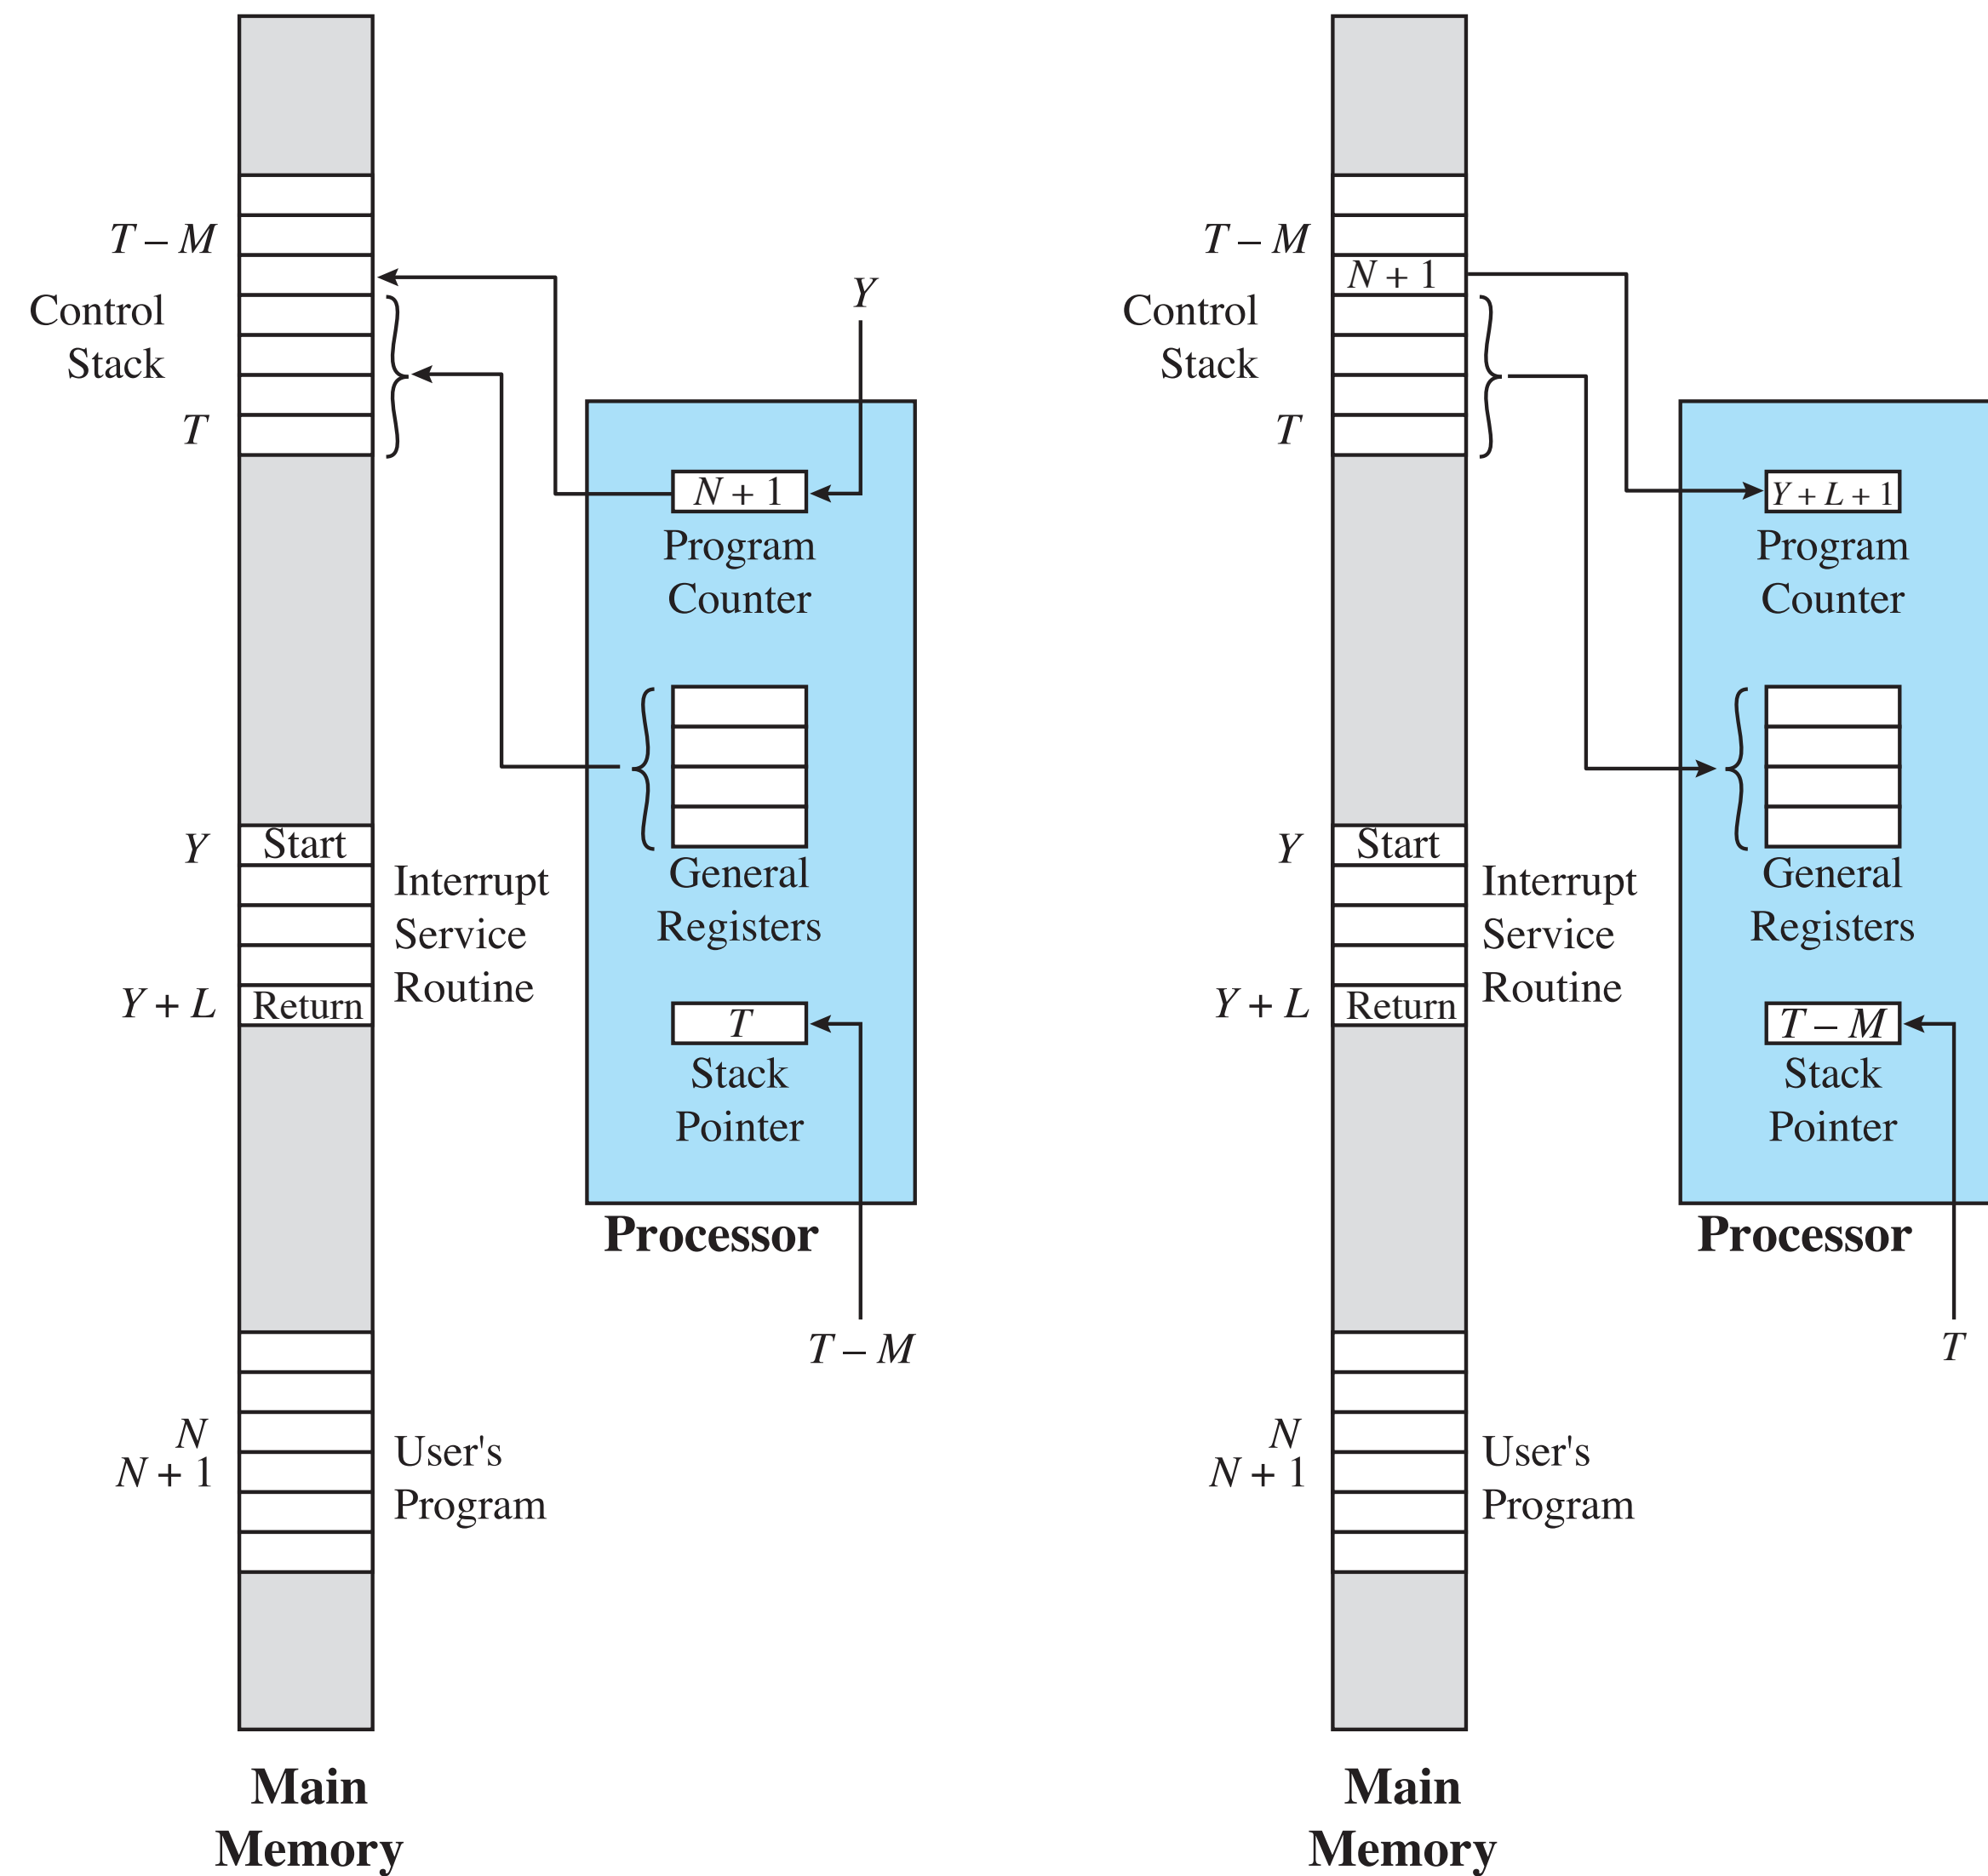 T – M
Control
Stack
T
Y
N + 1
Program
Counter
General
Registers
T
Stack
Pointer
Processor
T – M
Y
Start
Interrupt
Service
Routine
Y + L
Return
N
N + 1
User's
Program
Main
Memory
T – M
N + 1
Control
Stack
T
Y + L + 1
Program
Counter
General
Registers
T – M
Stack
Pointer
Processor
T
Y
Start
Interrupt
Service
Routine
Y + L
Return
N
N + 1
User's
Program
Main
Memory